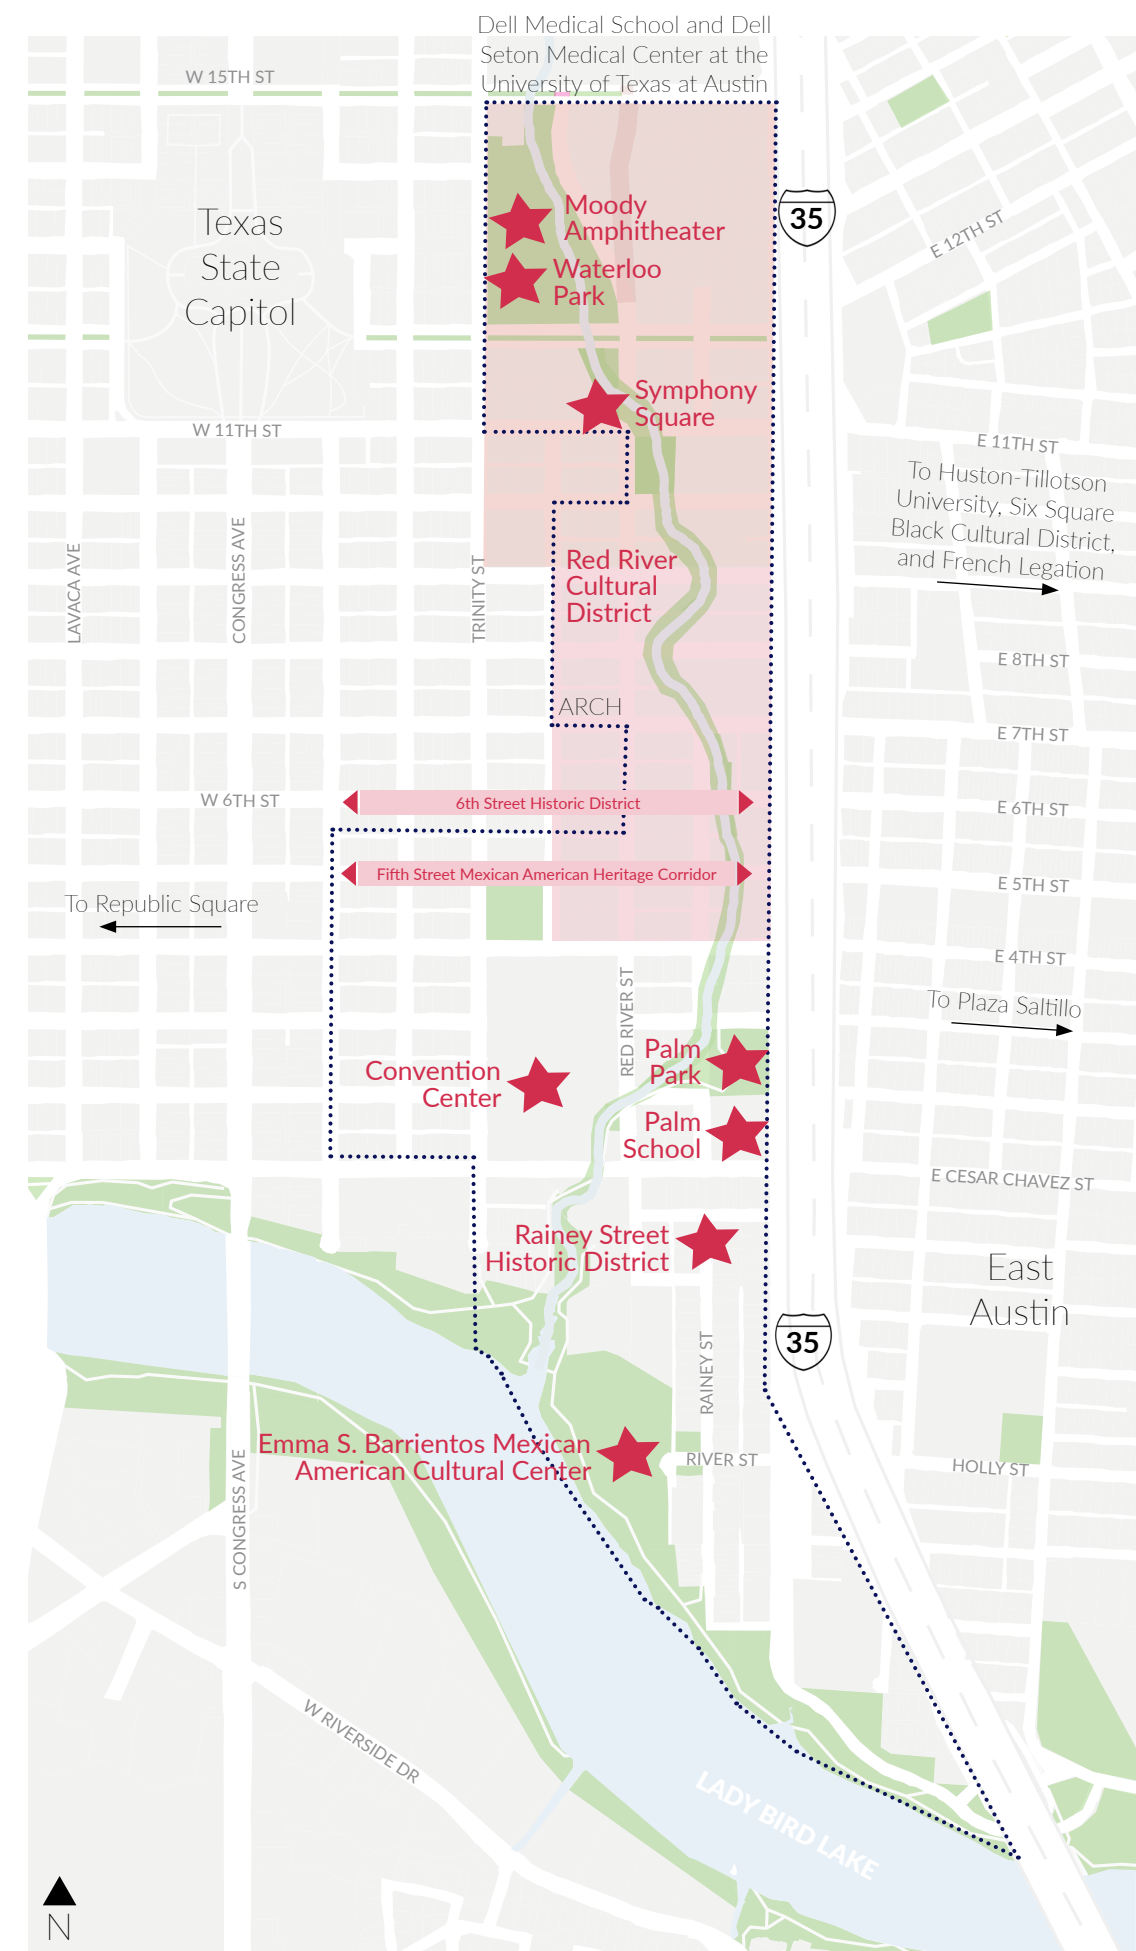 Dell Medical School and Dell
Seton Medical Center at the
University of Texas at Austin
W 15TH ST
Texas
State
Capitol
Moody
Amphitheater
Waterloo
Park
35
E 12TH ST
Symphony
Square
W 11TH ST
E 11TH ST
To Huston-Tillotson
University, Six Square
Black Cultural District,
and French Legation
LAVACA AVE
CONGRESS AVE
TRINITY ST
Red River
Cultural
District
E 8TH ST
ARCH
E 7TH ST
W 6TH ST
6th Street Historic District
E 6TH ST
Fifth Street Mexican American Heritage Corridor
E 5TH ST
To Republic Square
E 4TH ST
To Plaza Saltillo
RED RIVER ST
Palm
Park
Convention
Center
Palm
School
E CESAR CHAVEZ ST
Rainey Street
Historic District
East
Austin
35
RAINEY ST
Emma S. Barrientos Mexican
American Cultural Center
RIVER ST
HOLLY ST
S CONGRESS AVE
W RIVERSIDE DR
LADY BIRD LAKE
N